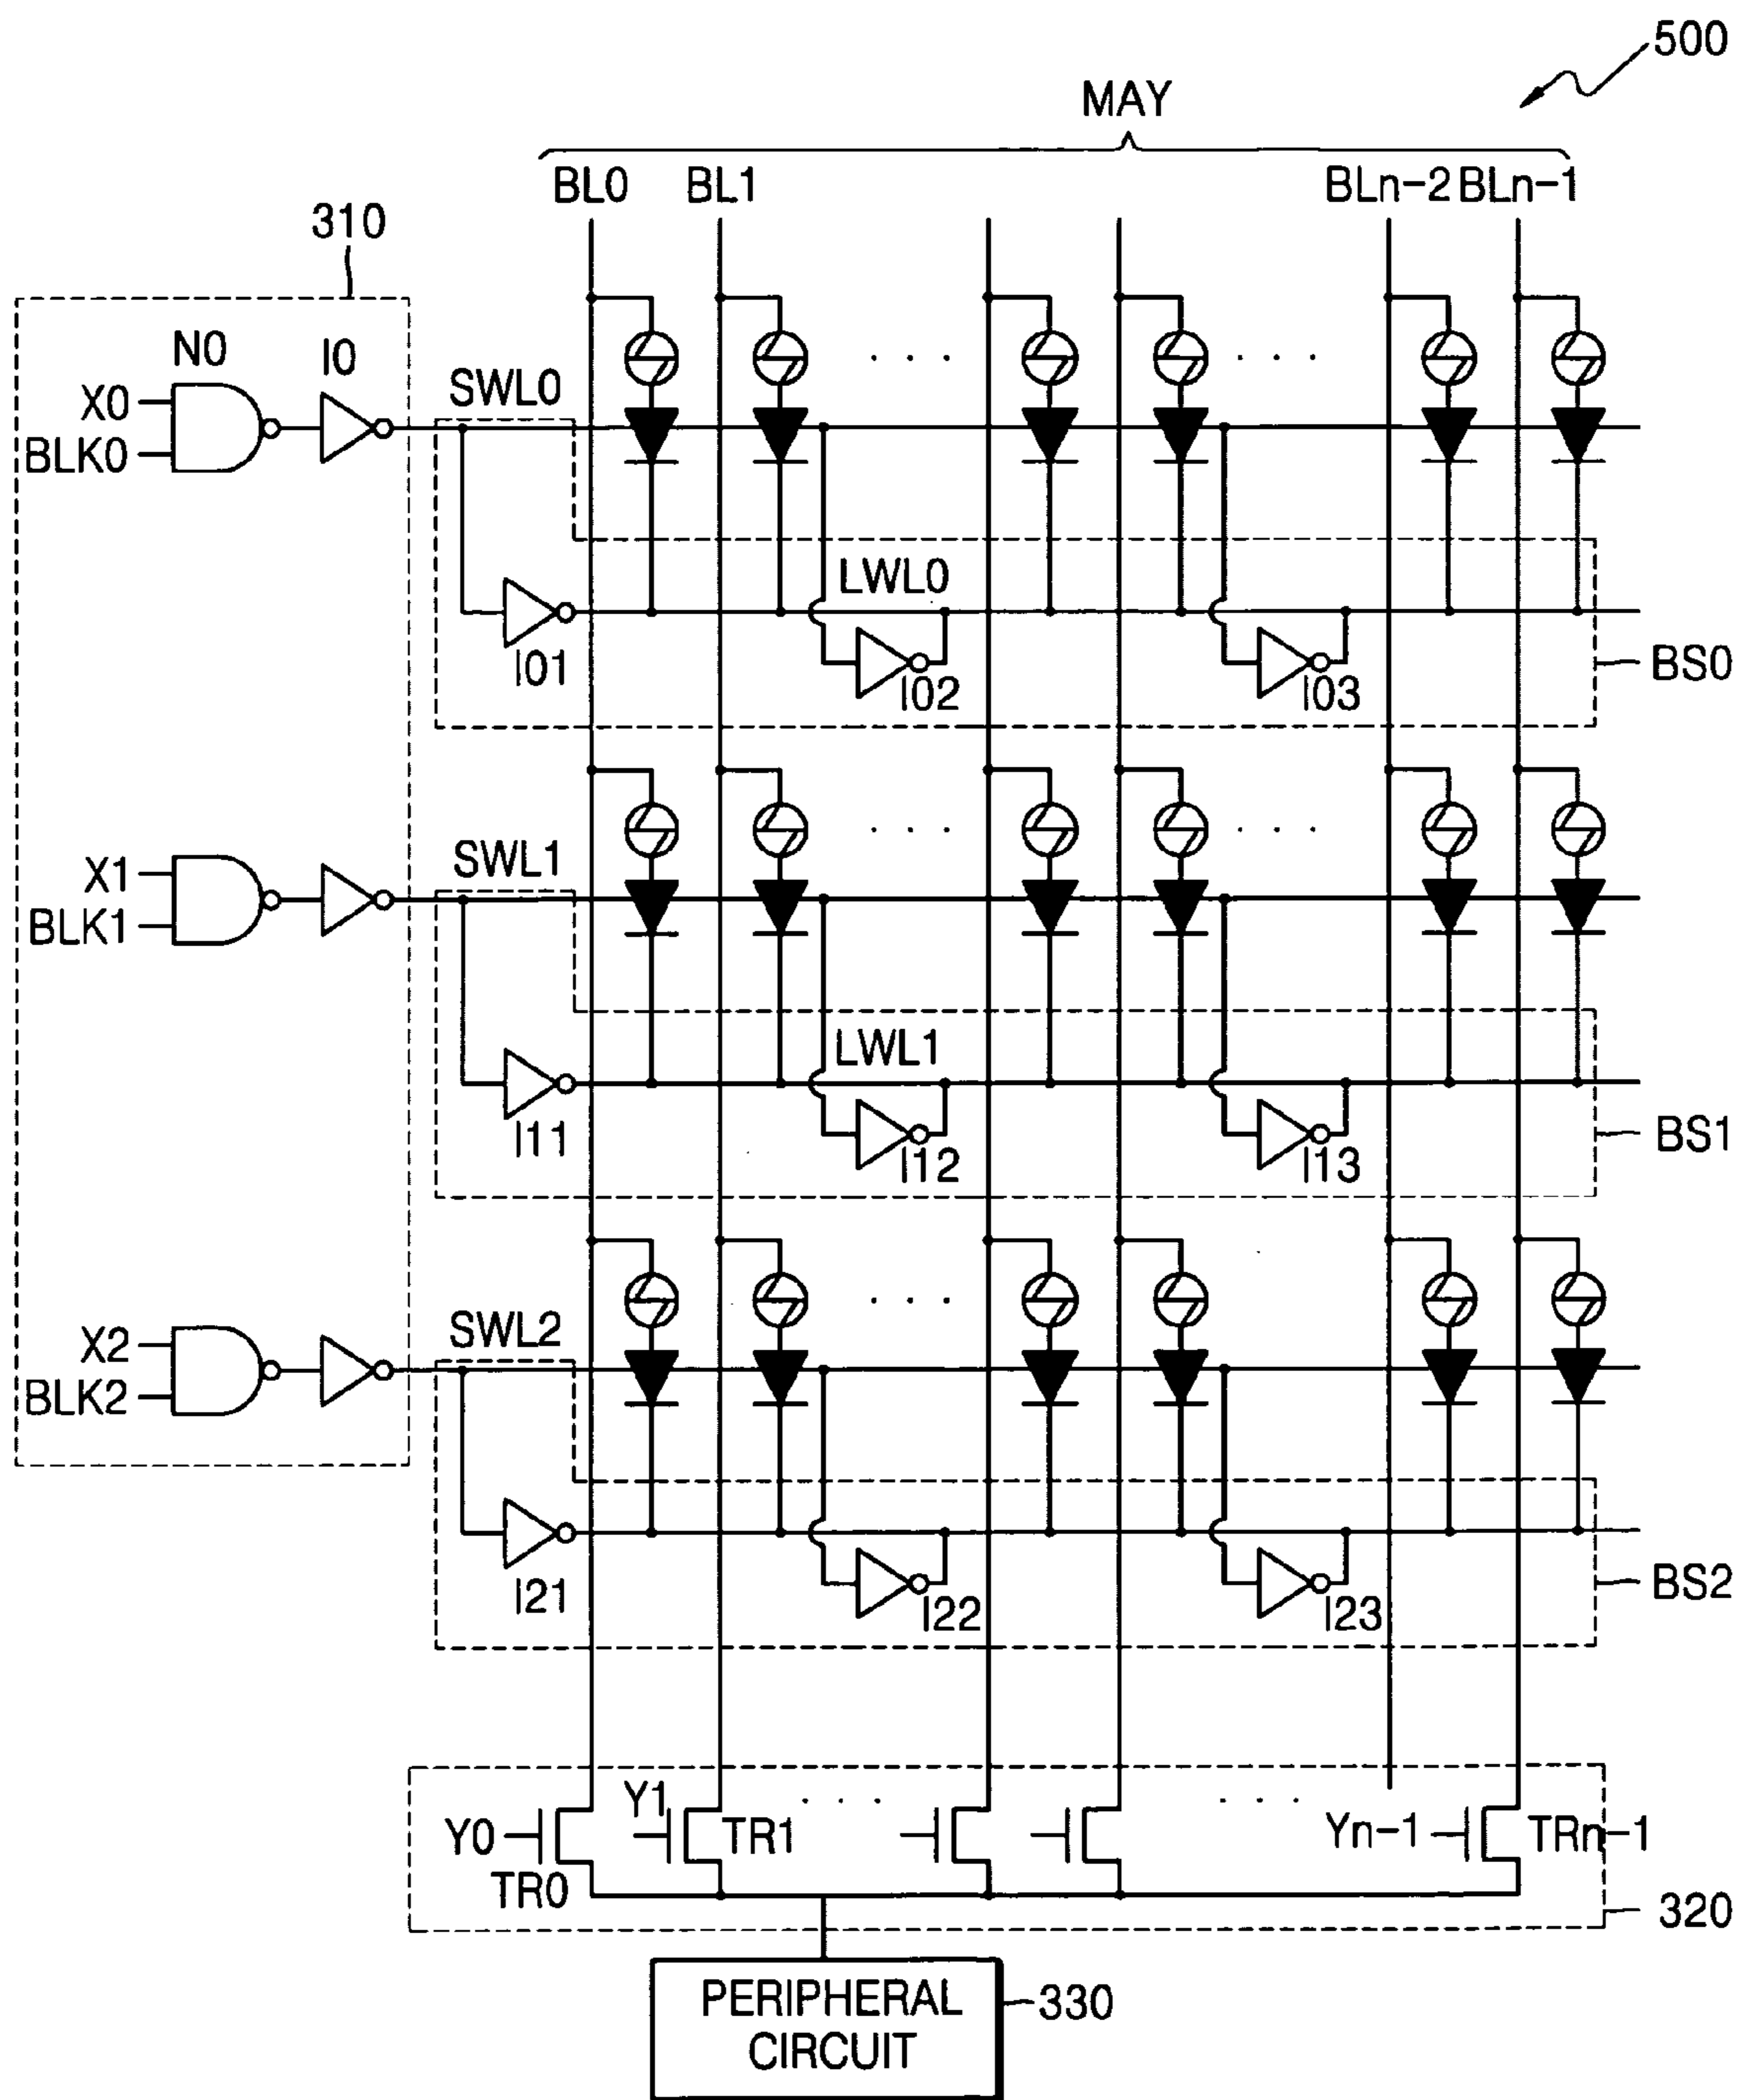 500
MAY
BL0 BL1 BLn-2 BLn-1
310
N0 I0
X0
BLK0
SWL0
LWL0
I01 I02 I03
BS0
X1
BLK1
SWL1
LWL1
I11 I12 I13
BS1
X2
BLK2
SWL2
I21 I22 I23
BS2
. . . . . .
Y0 Y1 TR1 Yn-1 TRn-1
TR0
320
PERIPHERAL
CIRCUIT
330